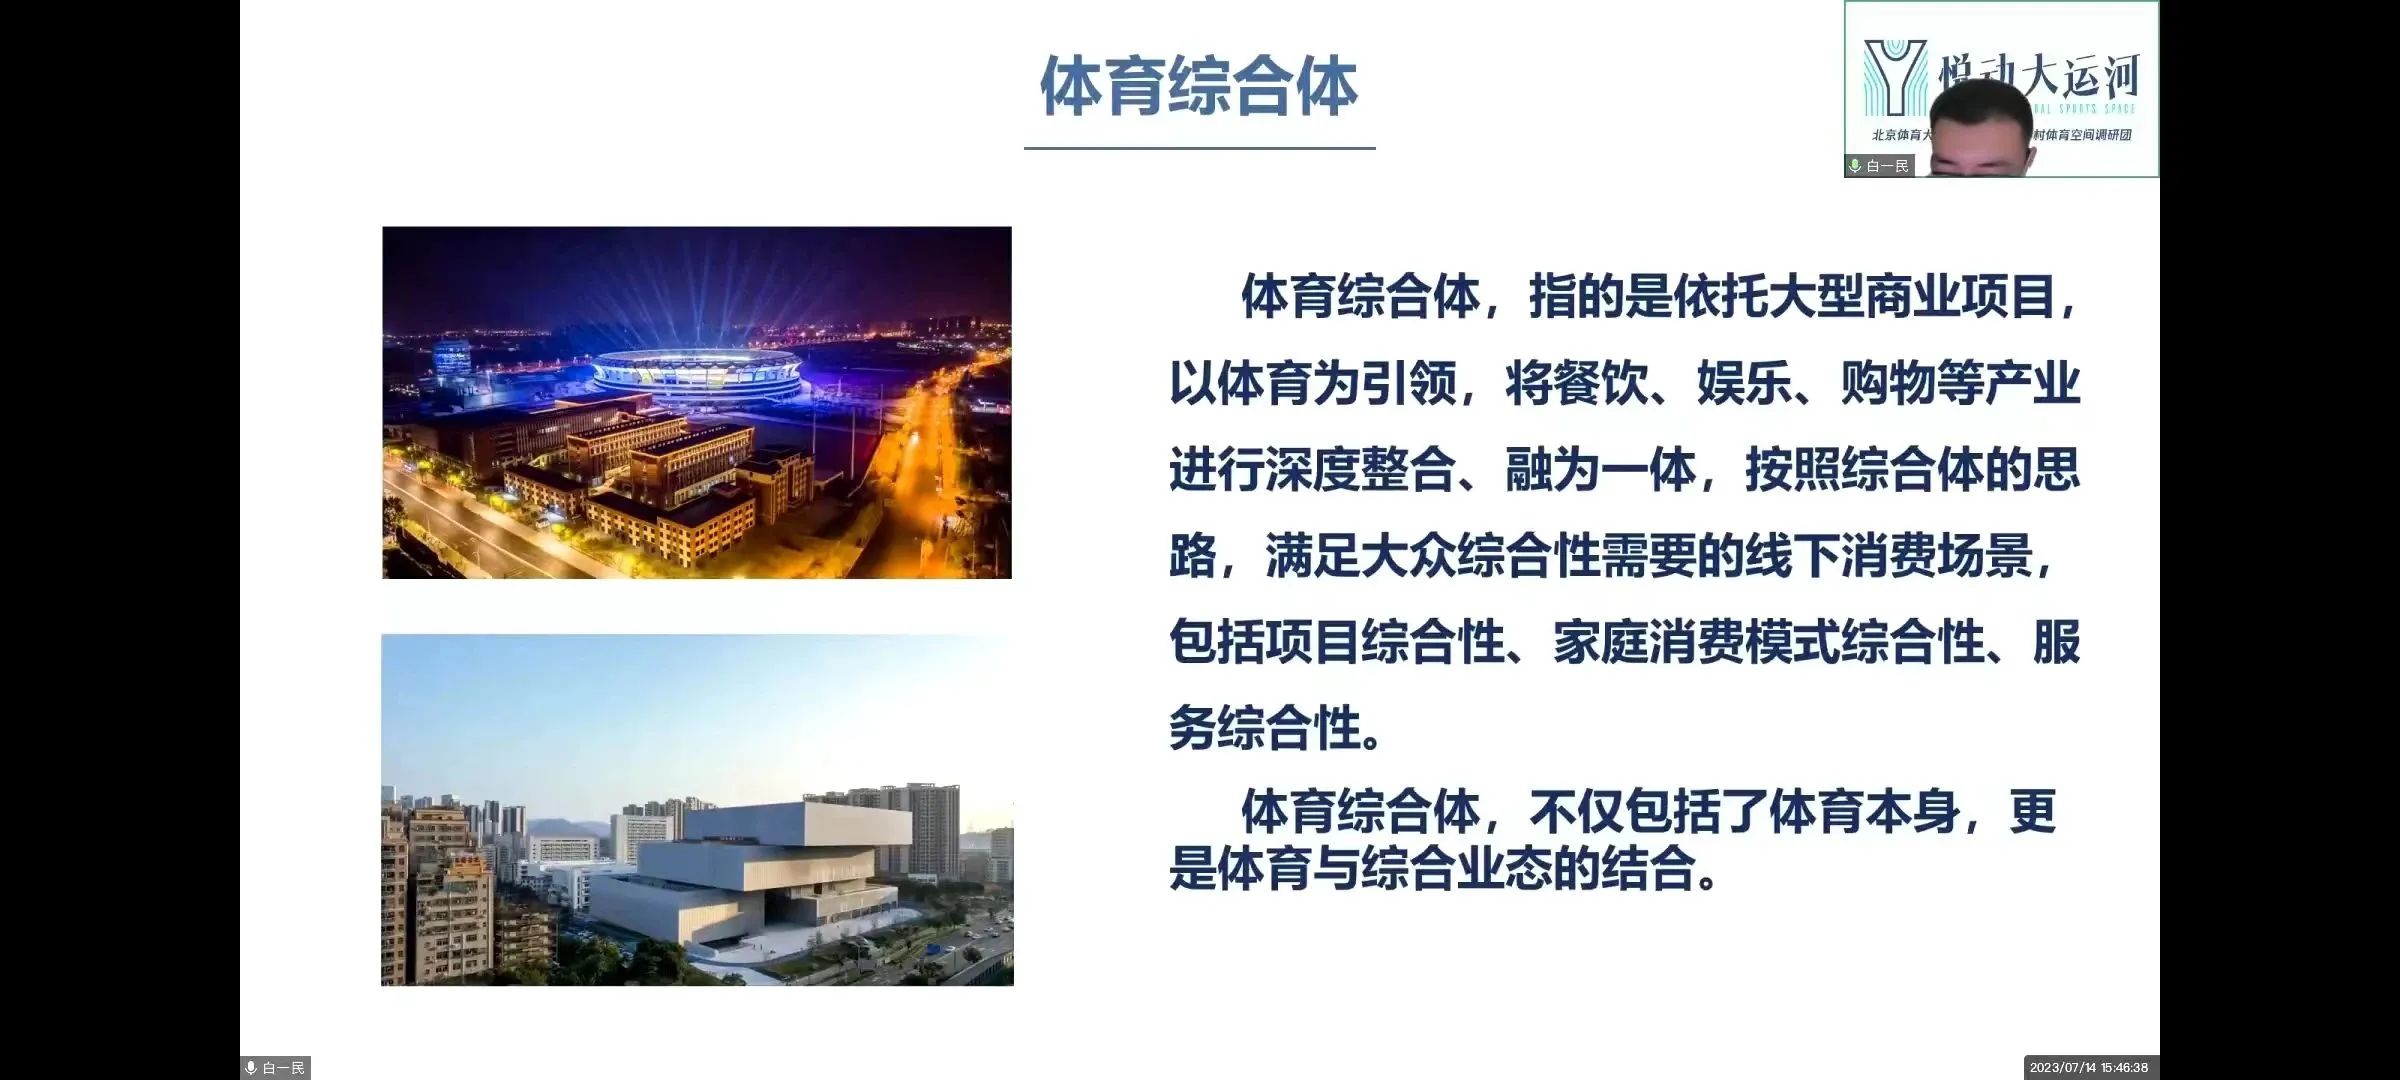 体育综合体
悦动大运河
AL SPORTS SPACE
北京体育大
村体育空间调研团
白一民
体育综合体，指的是依托大型商业项目，
以体育为引领，将餐饮、娱乐、购物等产业
进行深度整合、融为一体，按照综合体的思
路，满足大众综合性需要的线下消费场景，
包括项目综合性、家庭消费模式综合性、服
务综合性。
体育综合体，不仅包括了体育本身，更
是体育与综合业态的结合。
白一民
2023/07/14 15:46:38